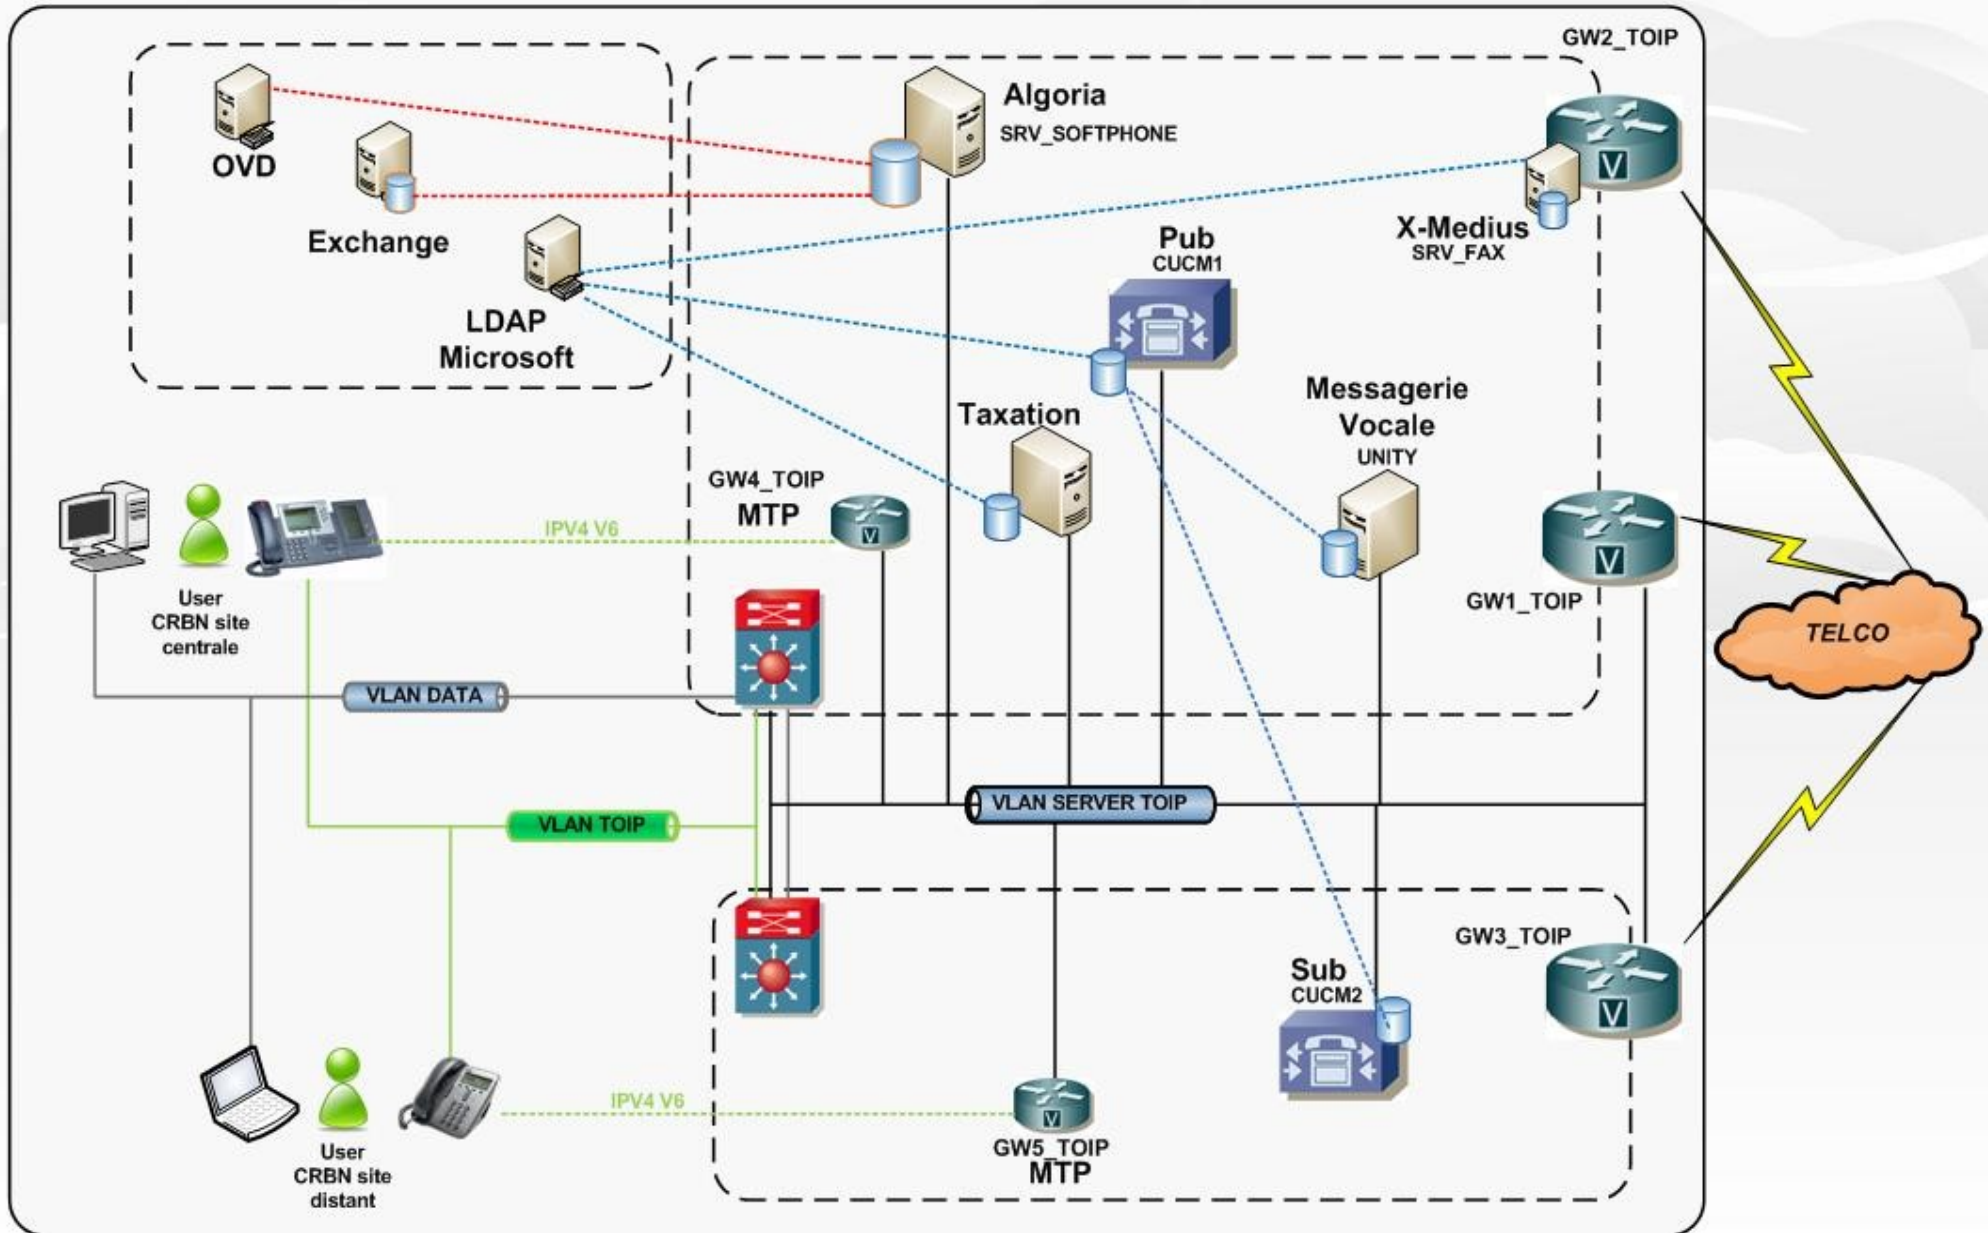 GW2_TOIP
OVD
Exchange
LDAP
Microsoft
Algoria
SRV_SOFTPHONE
X-Medius
SRV_FAX
V
Pub
CUCM1
Taxation
Messagerie
Vocale
UNITY
GW4_TOIP
MTP
V
IPV4 V6
User
CRBN site
centrale
V
GW1_TOIP
TELCO
VLAN DATA
VLAN SERVER TOIP
VLAN TOIP
GW3_TOIP
V
Sub
CUCM2
IPV4 V6
V
GW5_TOIP
MTP
User
CRBN site
distant